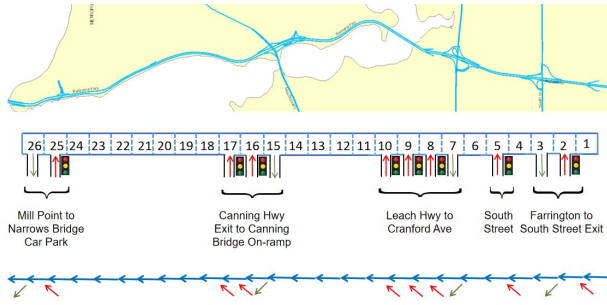 26 25 24 23 22 21 20 19 18 17 16 15 14 13 12 11 10 9 8 7 6 5 4 3 2 1
Mill Point to
Narrows Bridge
Car Park
Canning Hwy
Exit to Canning
Bridge On-ramp
Leach Hwy to
Cranford Ave
South
Street
Farrington to
South Street Exit